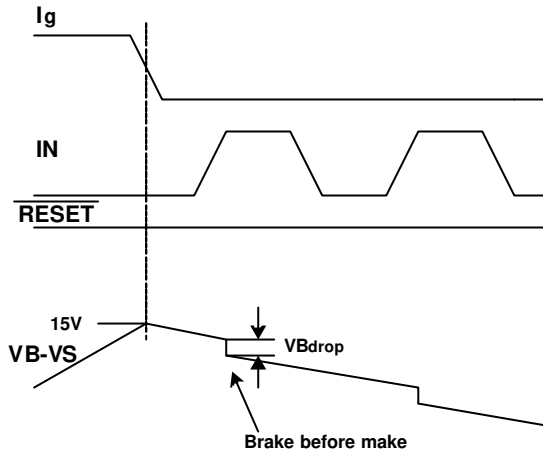 Ig
IN
RESET
15V
VB-VS
VBdrop
Brake before make